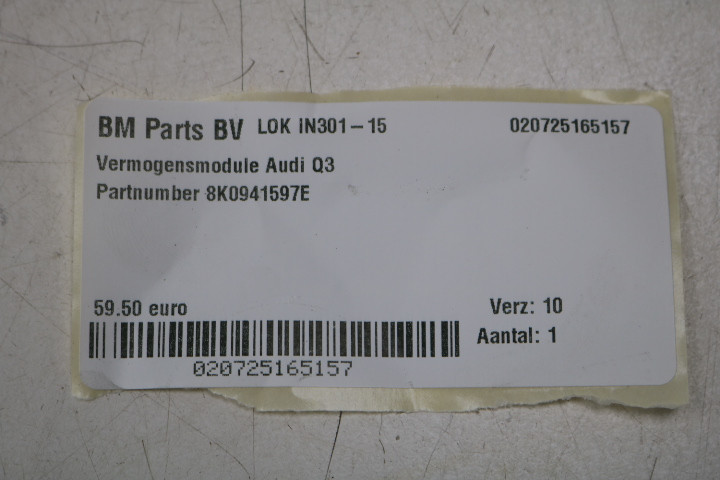 BM Parts BV LOK iN301-15 020725165157
Vermogensmodule Audi Q3
Partnumber 8K0941597E
59.50 euro Verz: 10
Aantal: 1
020725165157